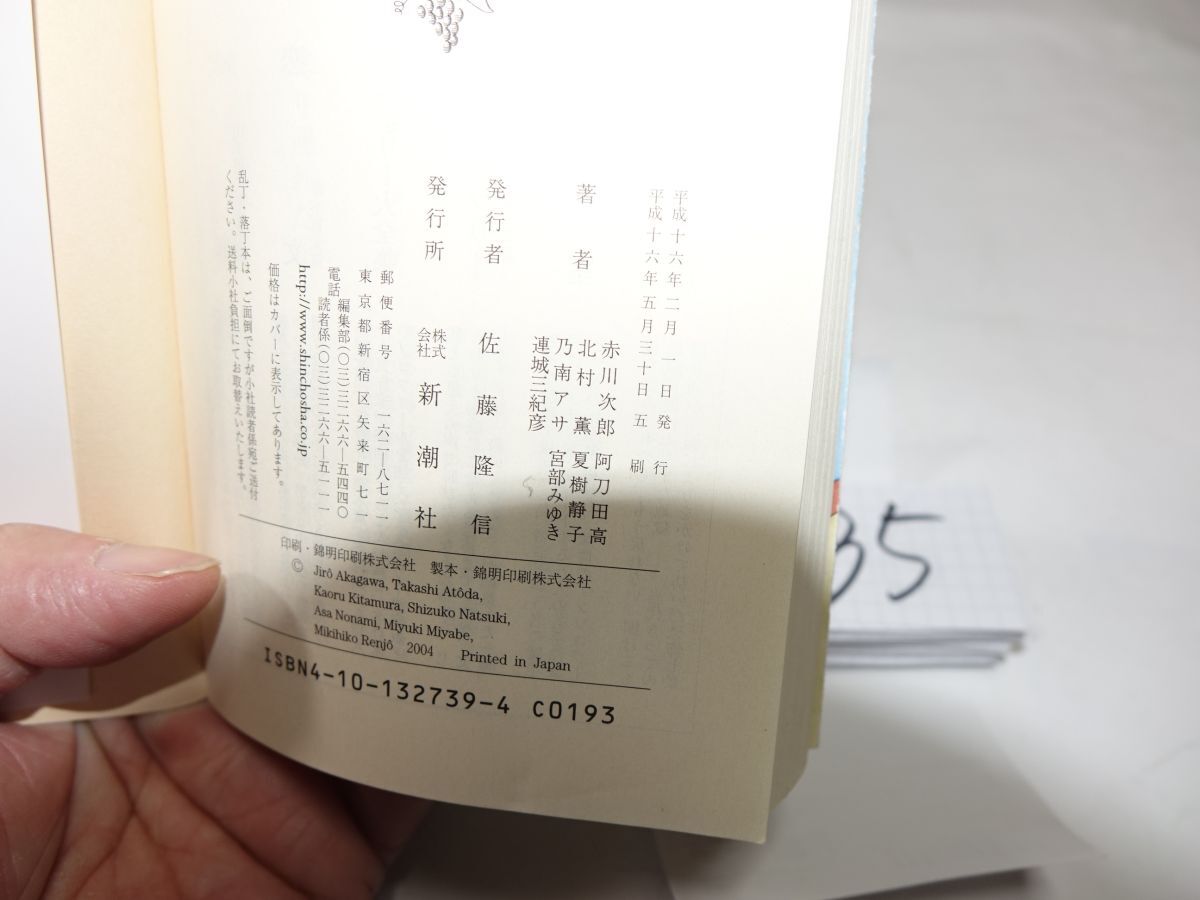 平成十六年二月一日発行
平成十六年五月三十日五刷
著者
赤川次郎 阿刀田高
北村薫 夏樹静子
乃南アサ 宮部みゆき
連城三紀彦
発行者 佐藤隆信
発行所 株式会社 新潮社
郵便番号 一六二―八七一一
東京都新宿区矢来町七一
電話 編集部(〇三)三二六六―五四四〇
読者係(〇三)三二六六―五一一一
http://www.shinchosha.co.jp
価格はカバーに表示してあります。
乱丁・落丁本は、ご面倒ですが小社読者係宛ご送付
ください。送料小社負担にてお取替えいたします。
印刷・錦明印刷株式会社 製本・錦明印刷株式会社
© Jirô Akagawa, Takashi Atôda,
Kaoru Kitamura, Shizuko Natsuki,
Asa Nonami, Miyuki Miyabe,
Mikihiko Renjô 2004 Printed in Japan
ISBN4-10-132739-4 C0193
35